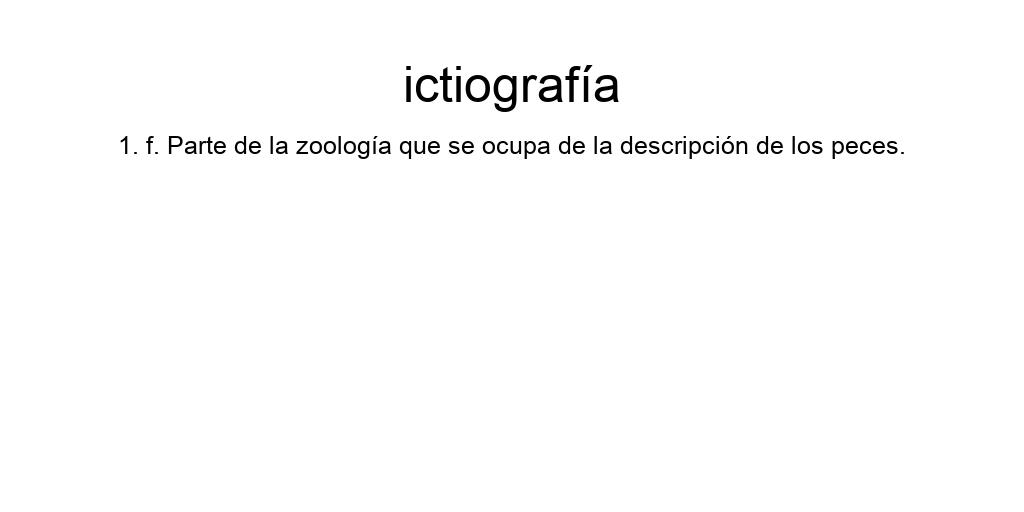 ictiografía
1. f. Parte de la zoología que se ocupa de la descripción de los peces.